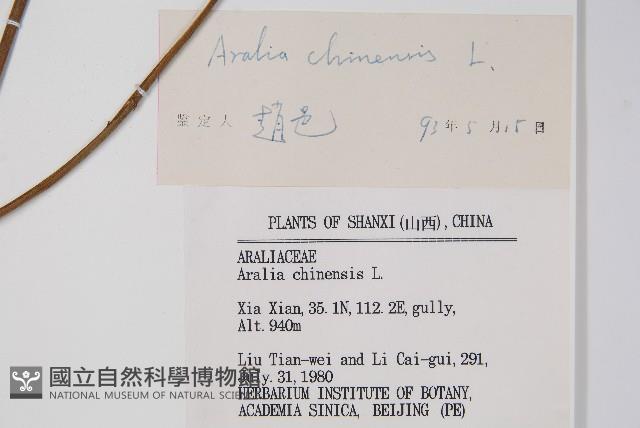 Aralia chinensis L.
鉴定人 趙邑 93年5月15日
PLANTS OF SHANXI(山西), CHINA
ARALIACEAE
Aralia chinensis L.
Xia Xian, 35.1N, 112.2E, gully,
Alt. 940m
Liu Tian-wei and Li Cai-gui, 291,
July. 31, 1980
HERBARIUM INSTITUTE OF BOTANY,
ACADEMIA SINICA, BEIJING (PE)
國立自然科學博物館
NATIONAL MUSEUM OF NATURAL SCIENCE